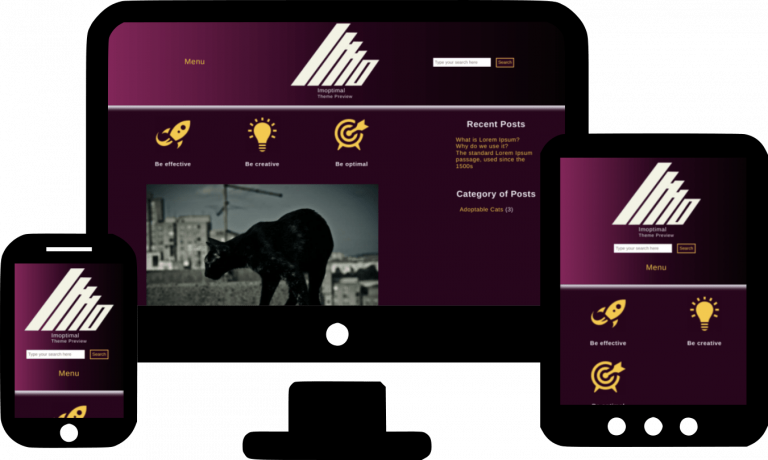 Menu
Imoptimal
Theme Preview
Type your search here
Search
Be effective
Be creative
Be optimal
Recent Posts
What is Lorem Ipsum?
Why do we use it?
The standard Lorem Ipsum
passage, used since the
1500s
Category of Posts
Adoptable Cats (3)
Imoptimal
Theme Preview
Type your search here
Search
Menu
Imoptimal
Theme Preview
Type your search here
Search
Menu
Be effective
Be creative